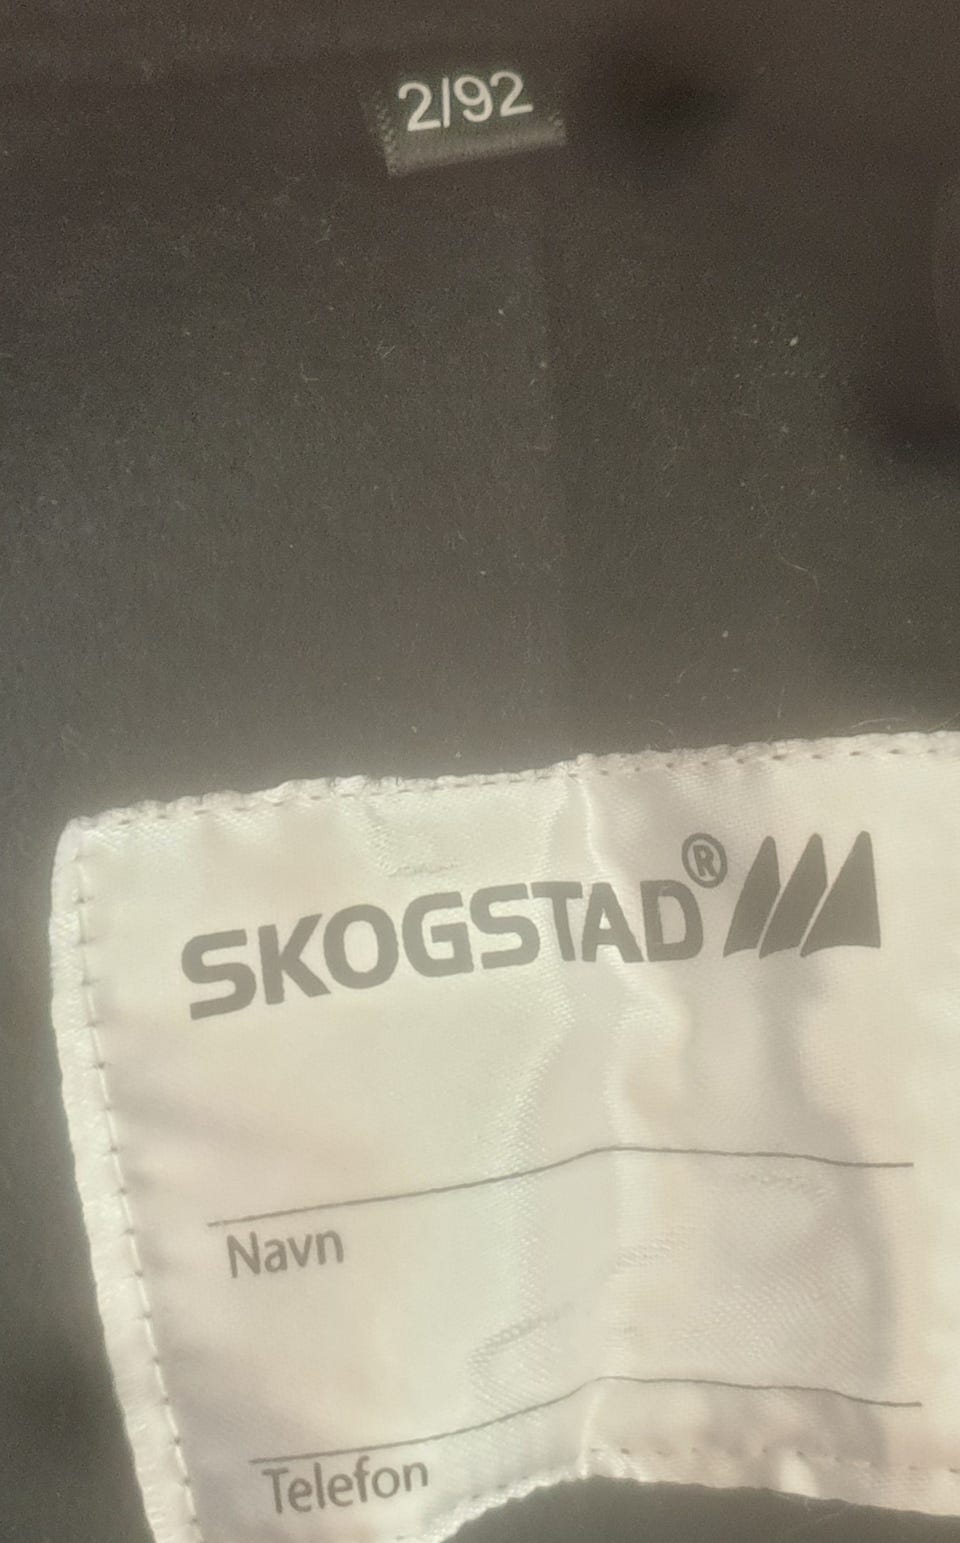 2/92
SKOGSTAD®
Navn
Telefon